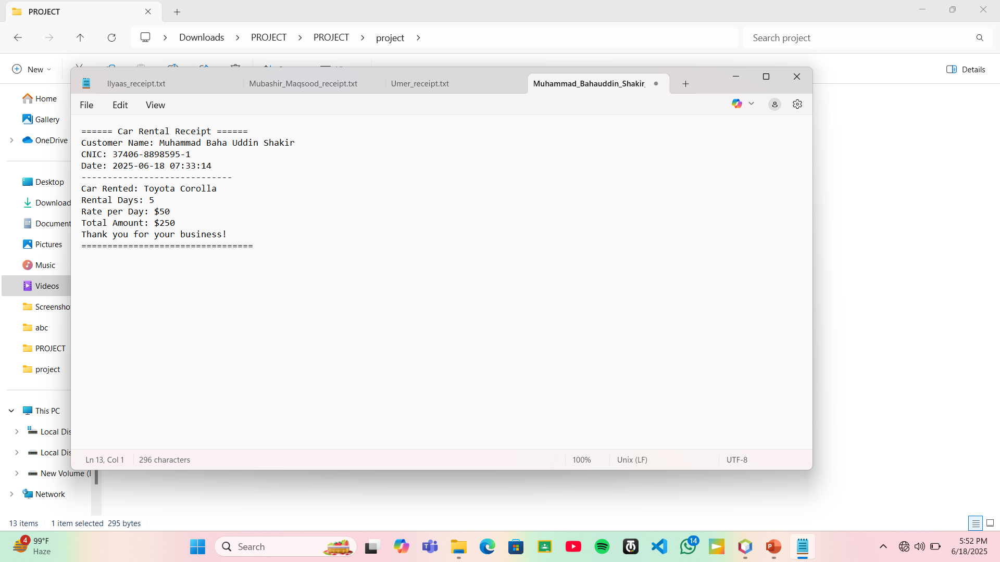 PROJECT
Downloads > PROJECT > PROJECT > project >
Search project
New
Details
Ilyaas_receipt.txt
Mubashir_Maqsood_receipt.txt
Umer_receipt.txt
Muhammad_Bahauddin_Shakir
File
Edit
View
====== Car Rental Receipt ======
Customer Name: Muhammad Baha Uddin Shakir
CNIC: 37406-8898595-1
Date: 2025-06-18 07:33:14
-----------------------------
Car Rented: Toyota Corolla
Rental Days: 5
Rate per Day: $50
Total Amount: $250
Thank you for your business!
=================================
Ln 13, Col 1
296 characters
100%
Unix (LF)
UTF-8
Home
Gallery
OneDrive
Desktop
Download
Document
Pictures
Music
Videos
Screensho
abc
PROJECT
project
This PC
Local Dis
Local Dis
New Volume (
Network
13 items
1 item selected 295 bytes
4
99°F
Haze
Search
14
5:52 PM
6/18/2025